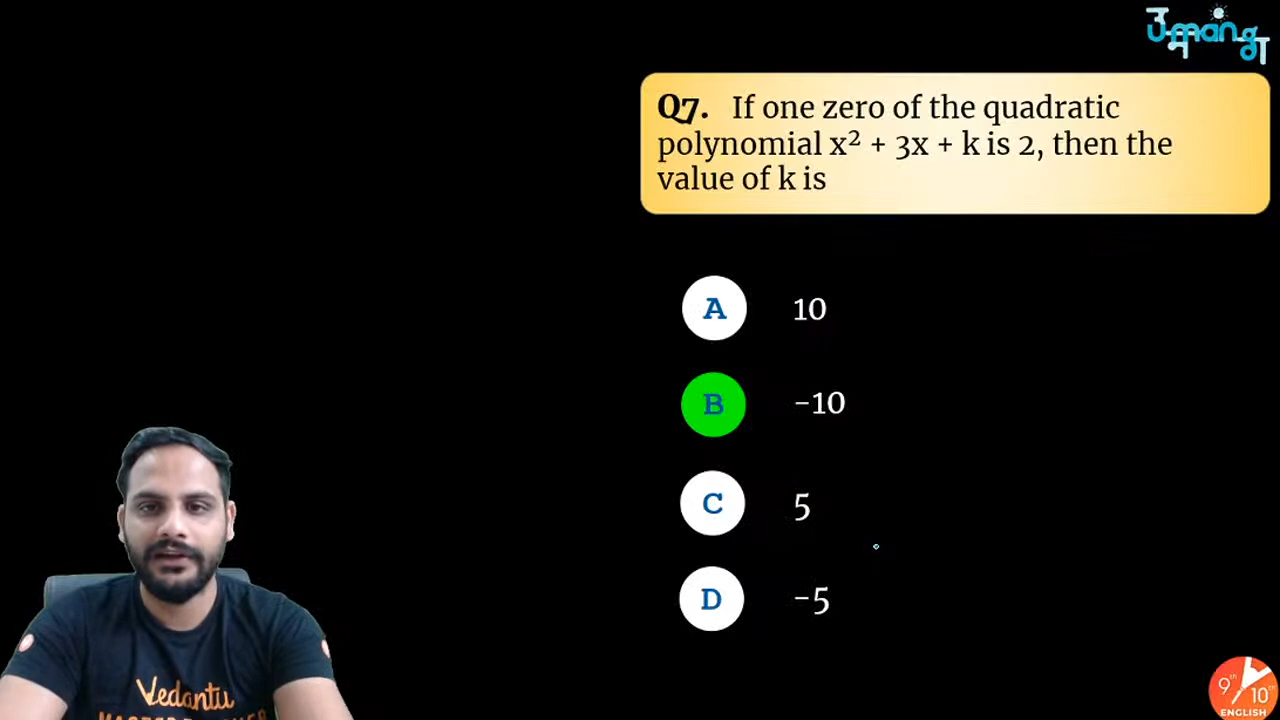 उमंग
Umang
Q7. If one zero of the quadratic
polynomial x² + 3x + k is 2, then the
value of k is
A 10
B -10
C 5
D -5
Vedantu
9th 10th
ENGLISH